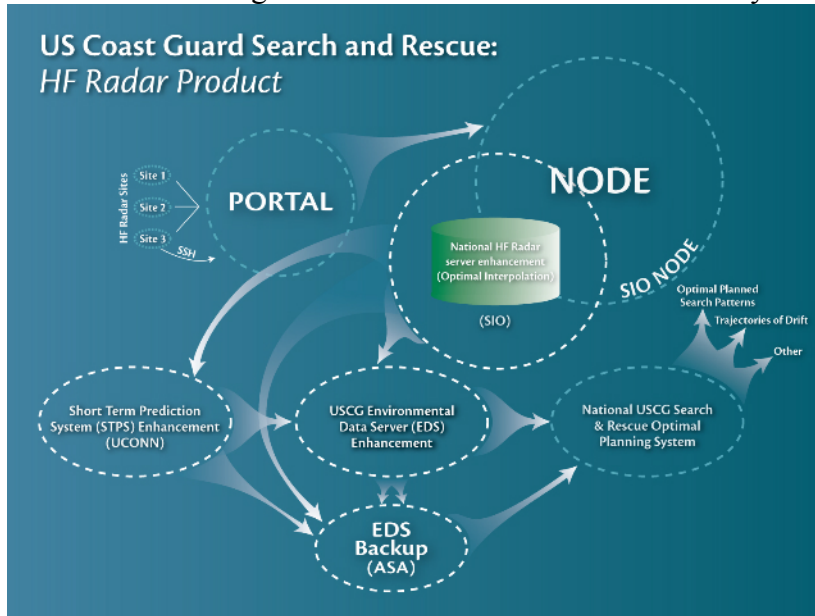 US Coast Guard Search and Rescue:
HF Radar Product
HF Radar Sites
Site 1
Site 2
Site 3
SSH
PORTAL
NODE
SIO NODE
National HF Radar
server enhancement
(Optimal Interpolation)
(SIO)
Optimal Planned
Search Patterns
Trajectories of Drift
Other
Short Term Prediction
System (STPS) Enhancement
(UCONN)
USCG Environmental
Data Server (EDS)
Enhancement
National USCG Search
& Rescue Optimal
Planning System
EDS
Backup
(ASA)